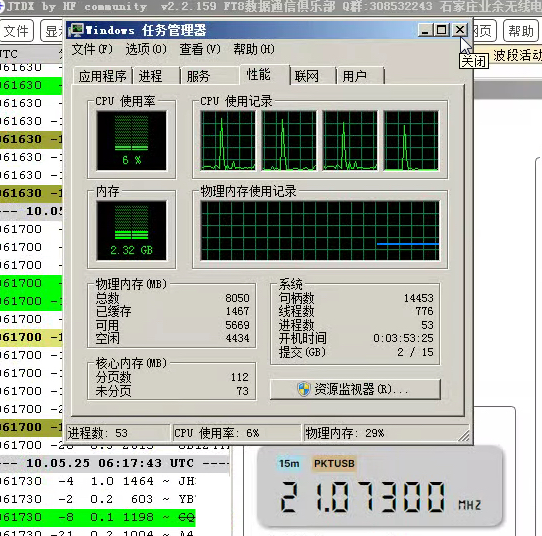 JTDX by HF community v2.2.159 FT8数据通信俱乐部 Q群:308532243 石家庄业余无线电
Windows 任务管理器
文件
网页
帮助
关闭
波段活动
文件(F) 选项(O) 查看(V) 帮助(H)
应用程序 进程 服务 性能 联网 用户
CPU 使用率
CPU 使用记录
6 %
内存
物理内存使用记录
2.32 GB
物理内存(MB)
总数 8050
已缓存 1467
可用 5669
空闲 4434
系统
句柄数 14453
线程数 776
进程数 53
开机时间 0:03:53:25
提交(GB) 2 / 15
核心内存(MB)
分页数 112
未分页 73
资源监视器(R)...
进程数: 53 CPU 使用率: 6% 物理内存: 29%
UTC
061630
061630
061630 -1
061630
061630 -1
061630
061630
061630 -1
--- 10.05
061700
061700
061700
061700
061700
061700 -1
061700 -1
061700 -1
061700 -2
061700 -1
--- 10.05.25 06:17:43 UTC ----
061730 -4 1.0 1464 ~ JH
061730 -2 0.2 603 ~ YB
061730 -8 0.1 1198 ~ CQ
061730 -21 0.2 1004
15m PKTUSB
21.07300 MHZ